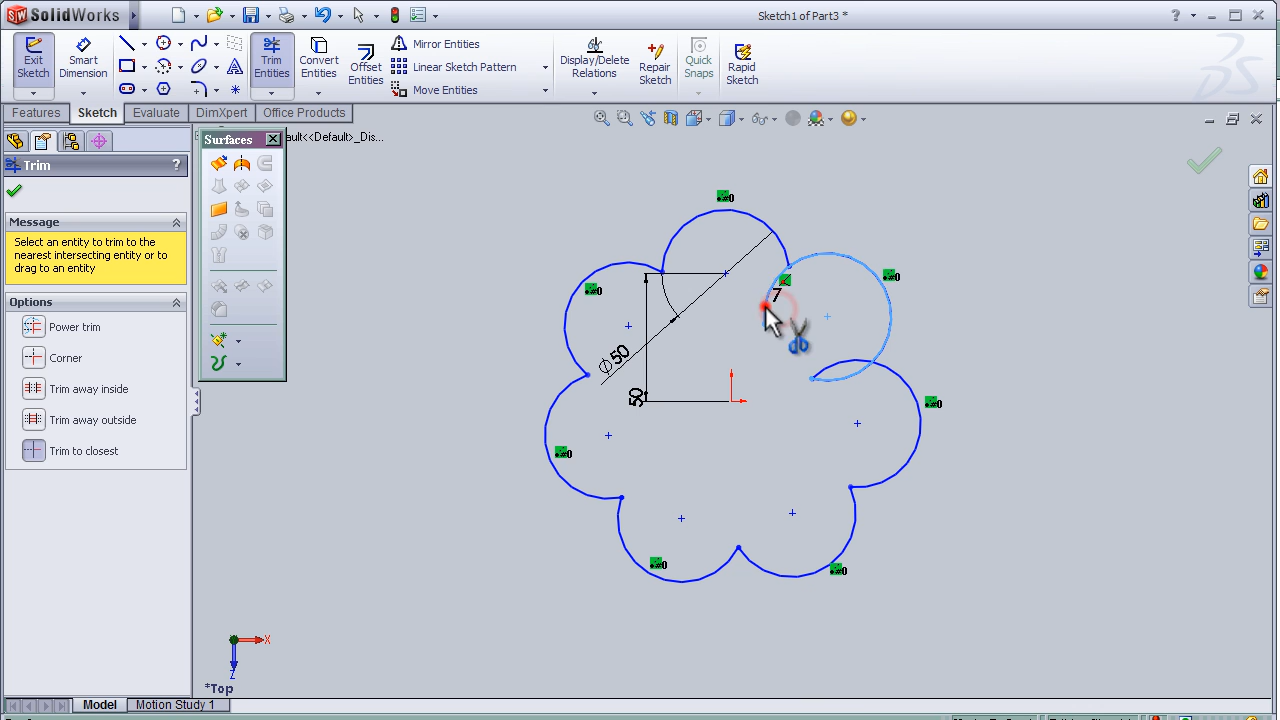 SolidWorks
Sketch1 of Part3 *
?
Exit Sketch
Smart Dimension
Trim Entities
Convert Entities
Offset Entities
Mirror Entities
Linear Sketch Pattern
Move Entities
Display/Delete Relations
Repair Sketch
Quick Snaps
Rapid Sketch
Features
Sketch
Evaluate
DimXpert
Office Products
Surfaces
ault<<Default>_Dis...
Trim
?
Message
Select an entity to trim to the
nearest intersecting entity or to
drag to an entity
Options
Power trim
Corner
Trim away inside
Trim away outside
Trim to closest
7
Φ50
50
X
Z
*Top
Model
Motion Study 1